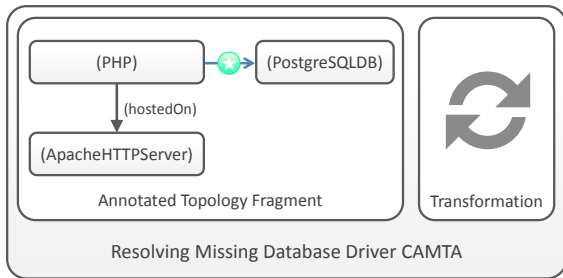 (PHP)
(PostgreSQLDB)
(hostedOn)
(ApacheHTTPServer)
Annotated Topology Fragment
Transformation
Resolving Missing Database Driver CAMTA